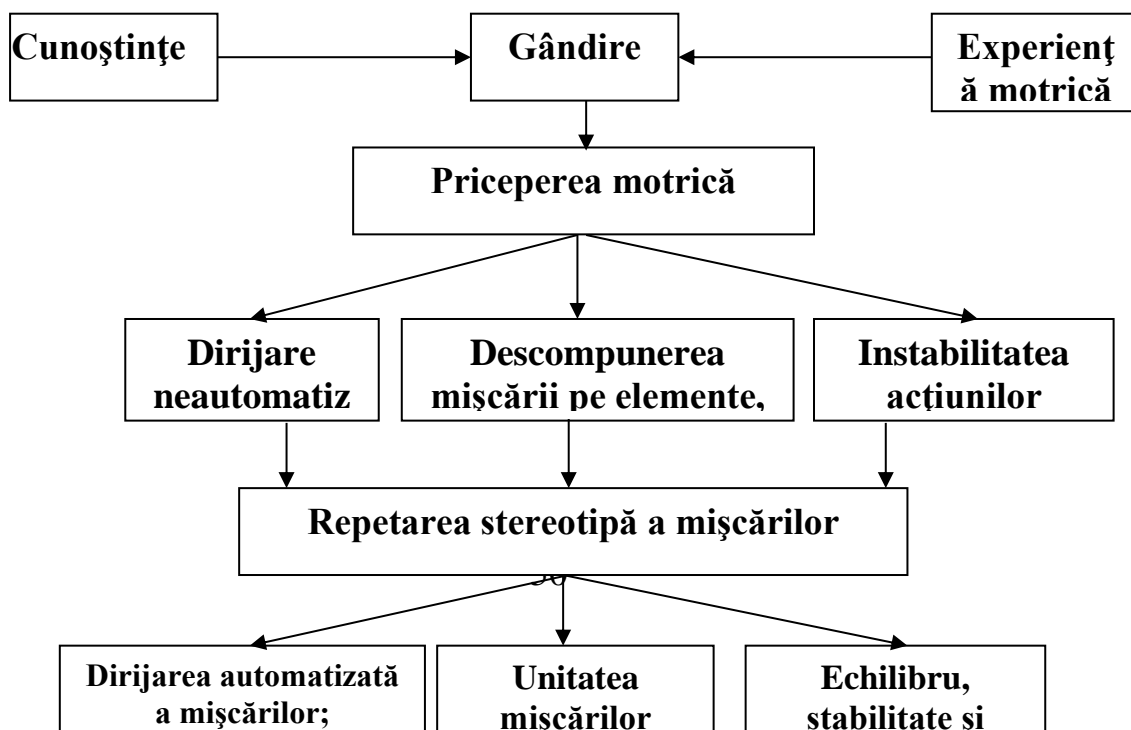 Cunoştinţe
Gândire
Experienţ
ă motrică
Priceperea motrică
Dirijare
neautomatiz
Descompunerea
mişcării pe elemente,
Instabilitatea
acţiunilor
Repetarea stereotipă a mişcărilor
Dirijarea automatizată
a mişcărilor;
Unitatea
mişcărilor
Echilibru,
stabilitate şi